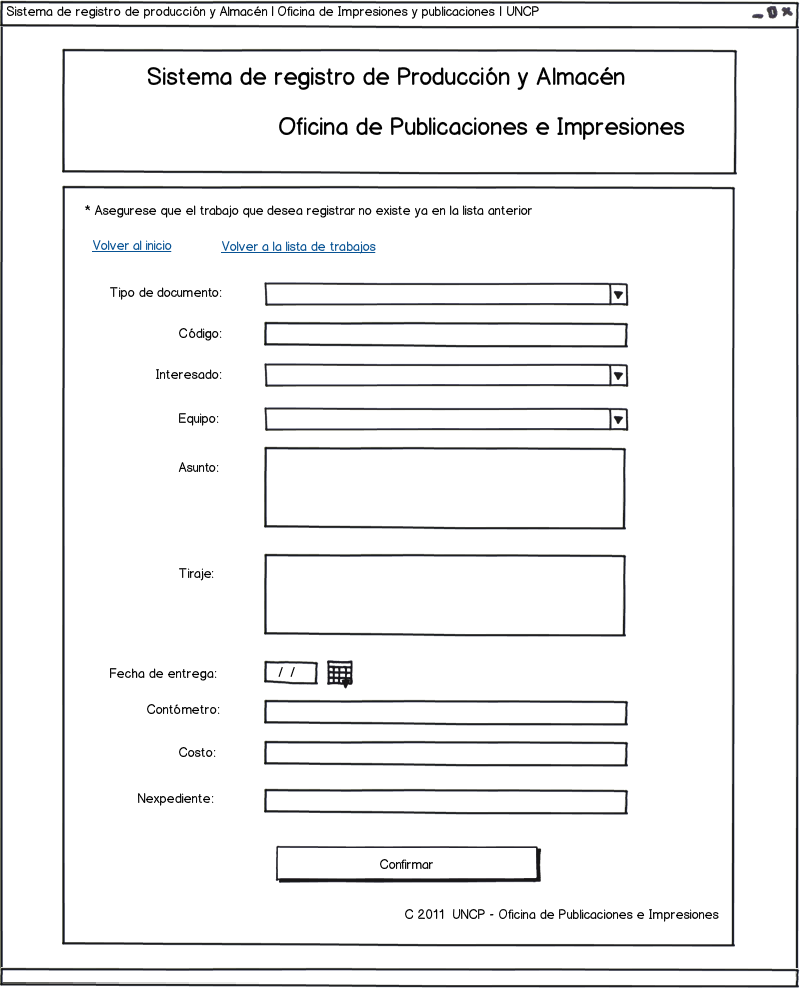 Sistema de registro de producción y Almacén | Oficina de Impresiones y publicaciones | UNCP
Sistema de registro de Producción y Almacén
Oficina de Publicaciones e Impresiones
* Asegurese que el trabajo que desea registrar no existe ya en la lista anterior
Volver al inicio Volver a la lista de trabajos
Tipo de documento:
Código:
Interesado:
Equipo:
Asunto:
Tiraje:
Fecha de entrega: / /
Contómetro:
Costo:
Nexpediente:
Confirmar
C 2011 UNCP - Oficina de Publicaciones e Impresiones